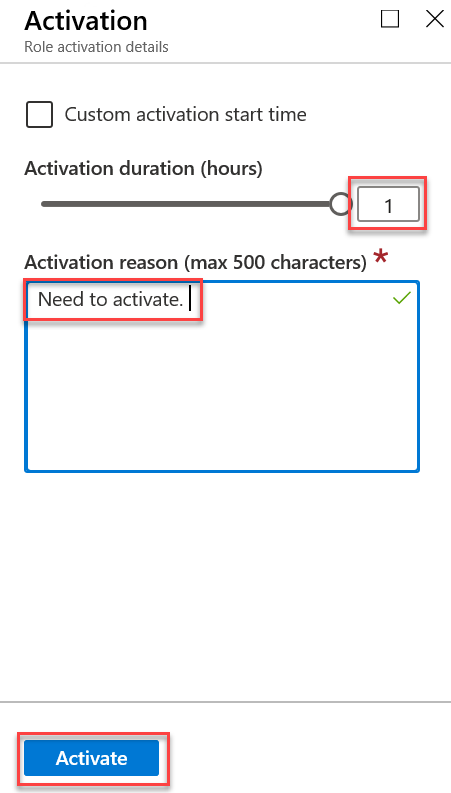 Activation
Role activation details
Custom activation start time
Activation duration (hours)
1
Activation reason (max 500 characters) *
Need to activate.
Activate